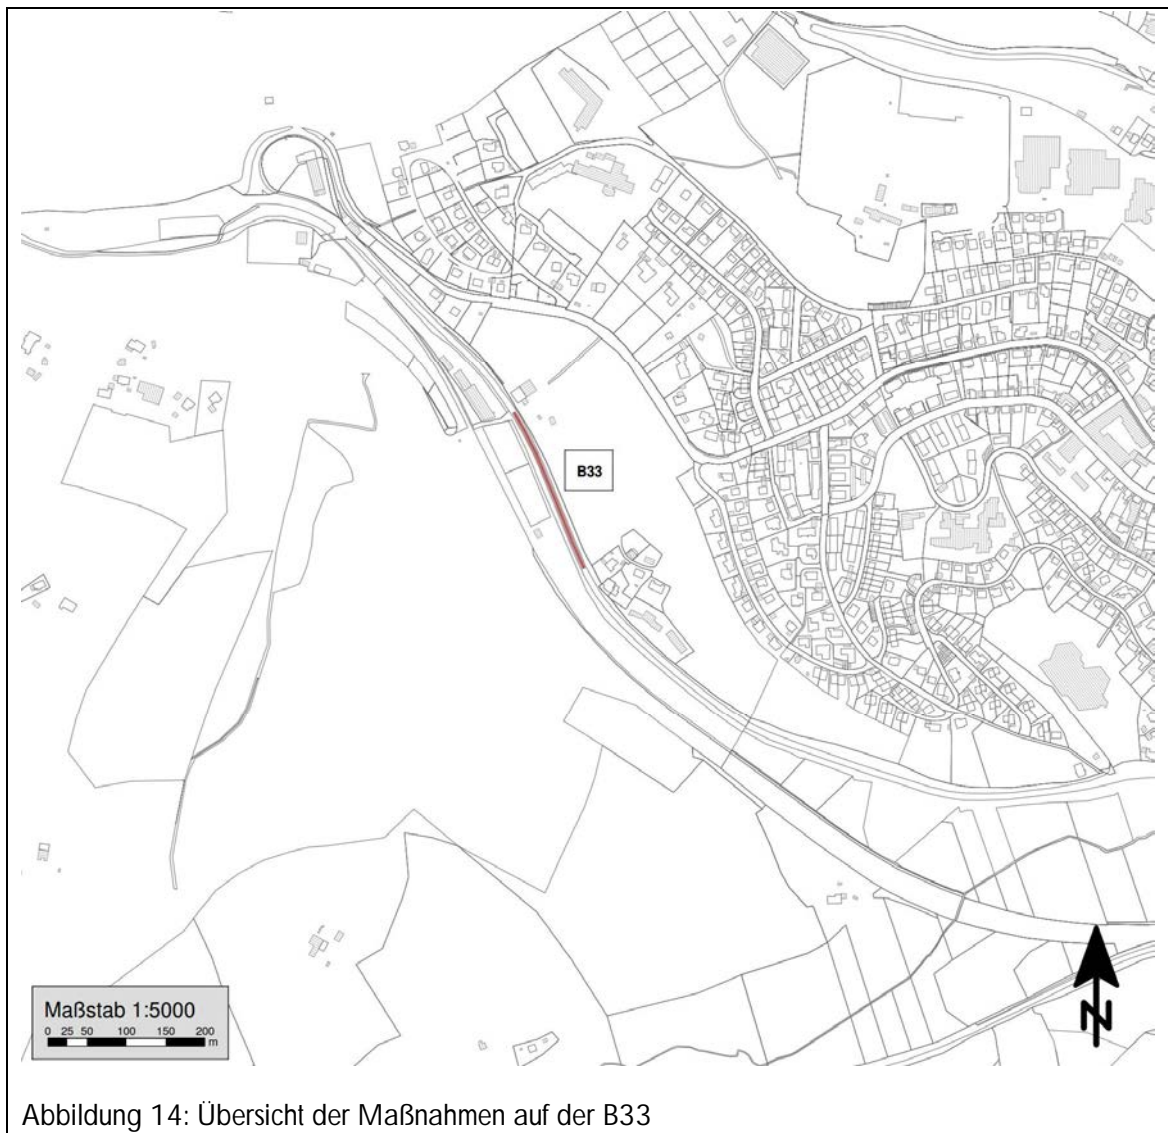 B33
Maßstab 1:5000
0 25 50 100 150 200
m
N
Abbildung 14: Übersicht der Maßnahmen auf der B33